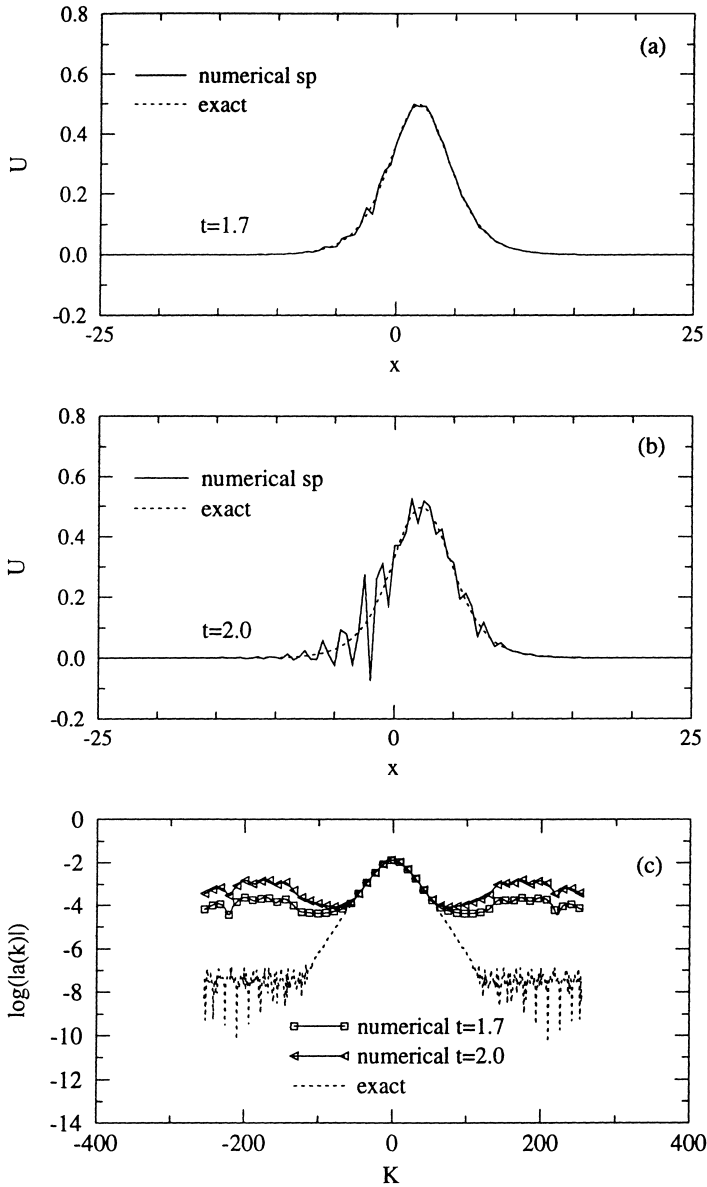 0.8
(a)
numerical sp
0.6
exact
0.4
U
0.2
t=1.7
0.0
-0.2
-25
0
25
x
0.8
(b)
numerical sp
0.6
exact
0.4
U
0.2
t=2.0
0.0
-0.2
-25
0
25
x
0
(c)
-2
-4
log(|a(k)|)
-6
-8
-10
numerical t=1.7
numerical t=2.0
-12
exact
-14
-400
-200
0
200
400
K